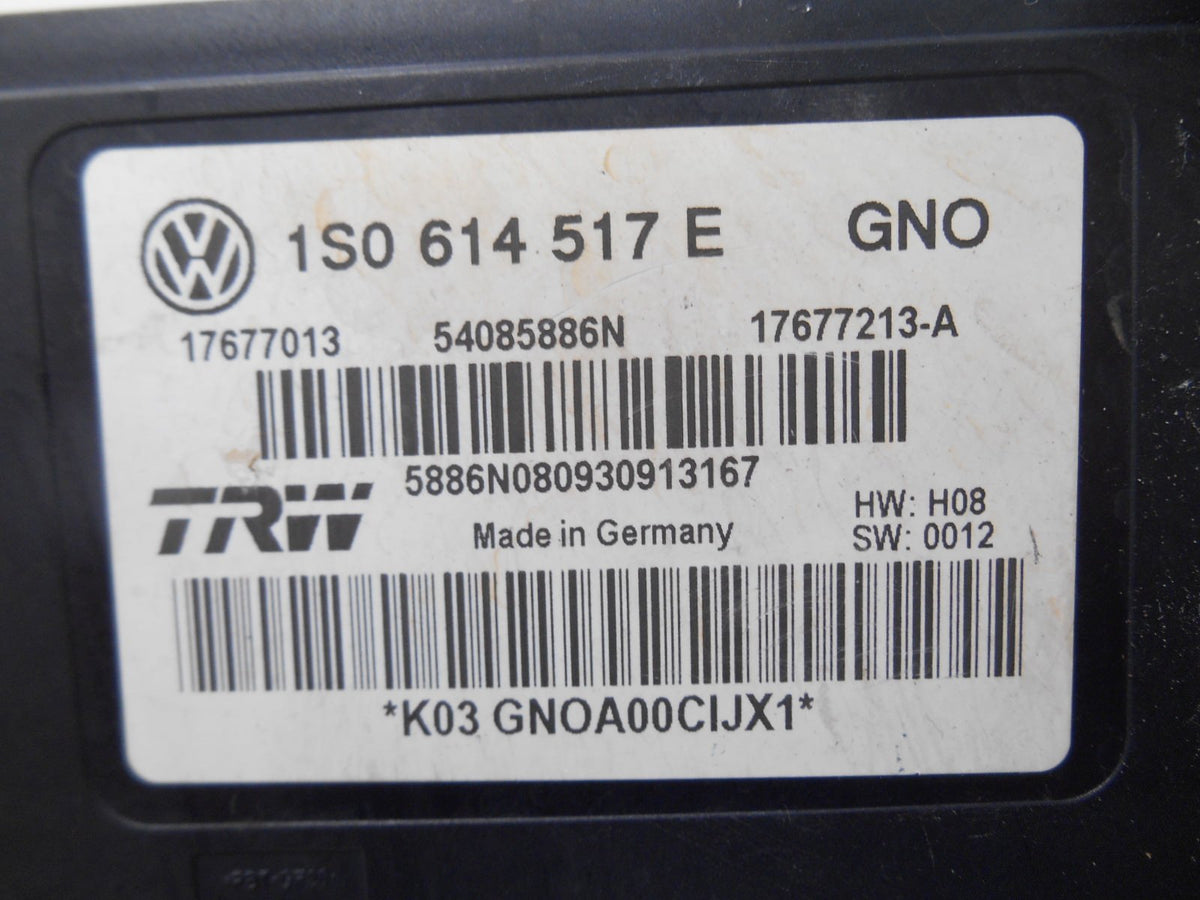 1S0 614 517 E GNO
17677013 54085886N 17677213-A
5886N080930913167
TRW
Made in Germany
HW: H08
SW: 0012
*K03 GNOA00CIJX1*